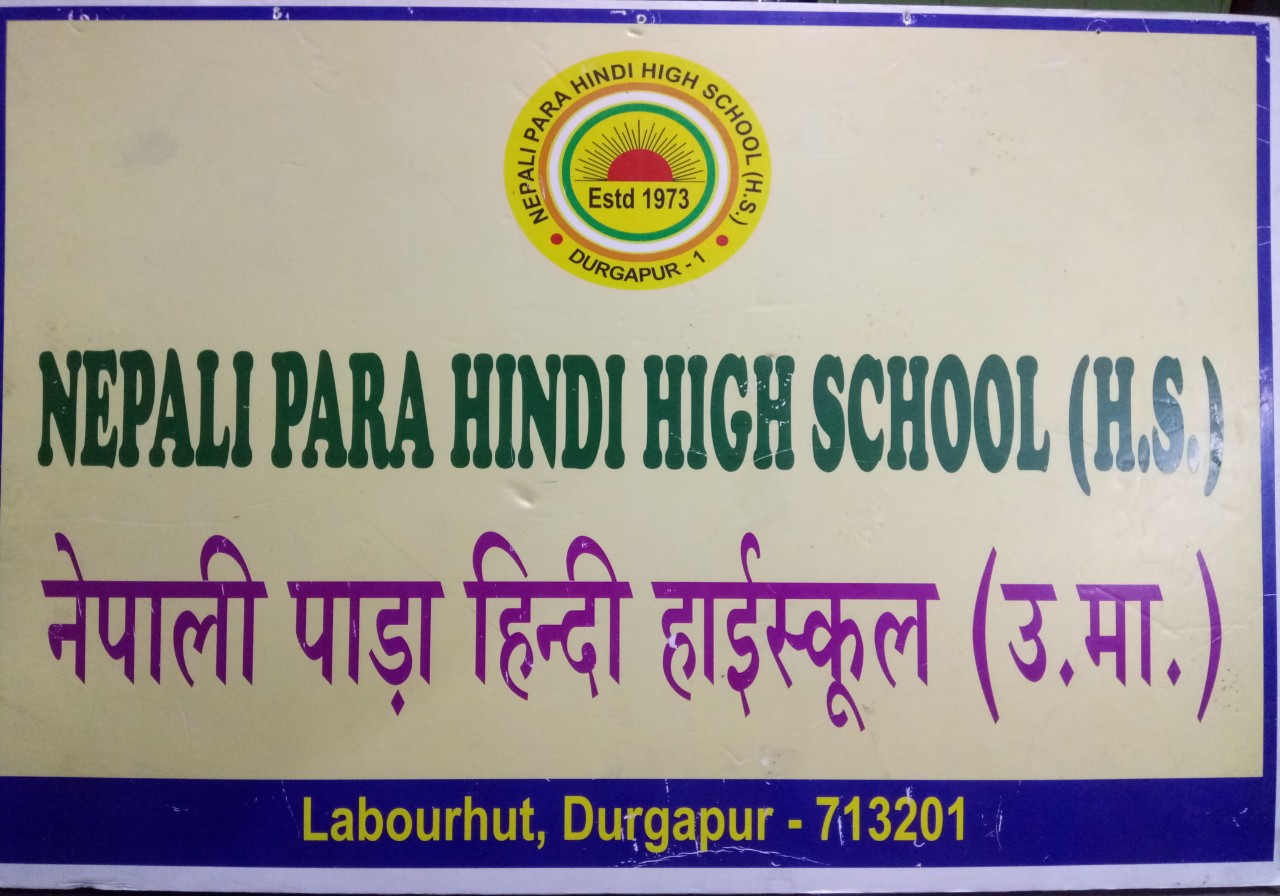 NEPALI PARA HINDI HIGH SCHOOL (H.S.)
Estd 1973
DURGAPUR - 1
NEPALI PARA HINDI HIGH SCHOOL (H.S.)
नेपाली पाड़ा हिन्दी हाईस्कूल (उ.मा.)
Labourhut, Durgapur - 713201